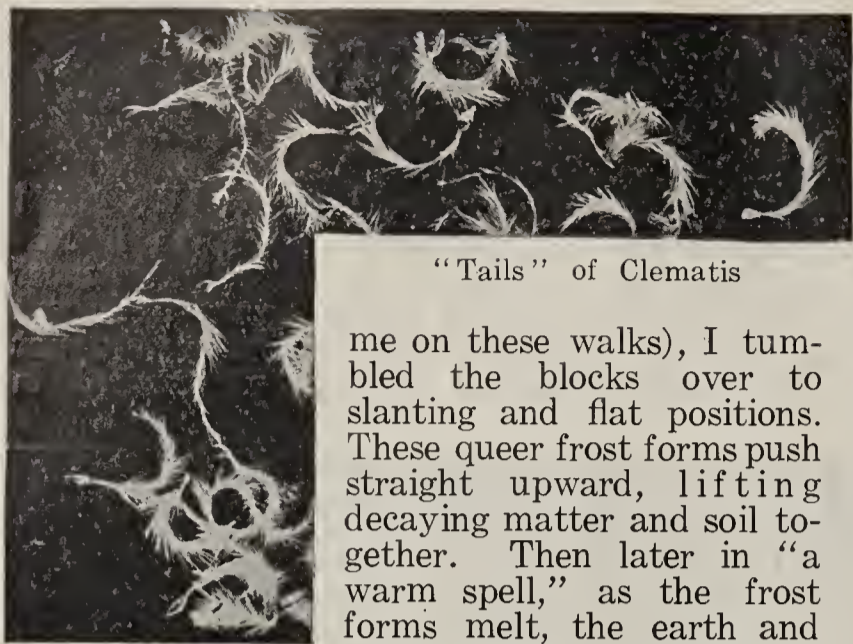 “Tails” of Clematis
me on these walks), I tum-
bled the blocks over to
slanting and flat positions.
These queer frost forms push
straight upward, lifting
decaying matter and soil to-
gether. Then later in “a
warm spell,” as the frost
forms melt, the earth and